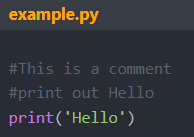 example.py
#This is a comment
#print out Hello
print('Hello')